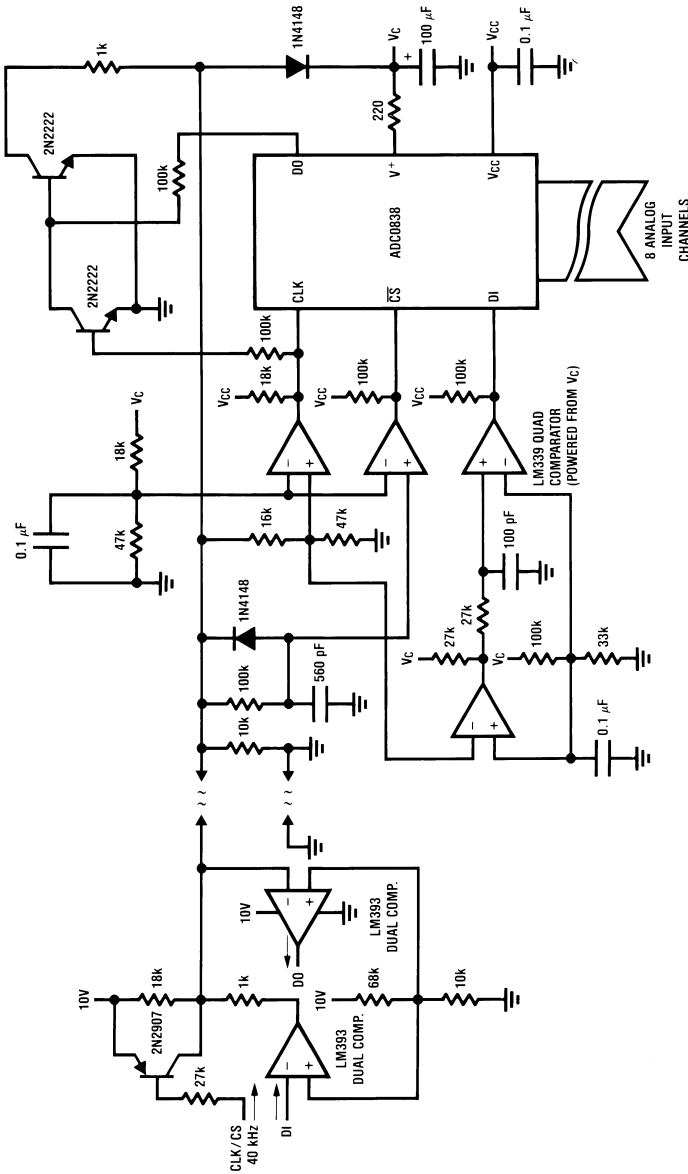 10V
18k
2N2907
27k
CLK/CS
40 kHz
DI
1k
LM393
DUAL COMP.
10V
DO
LM393
DUAL COMP.
10V
68k
10k
~
~
~
~
10k
100k
1N4148
560 pF
0.1 μF
47k
18k
VC
16k
47k
VCC
18k
100k
VCC
100k
VCC
100k
LM339 QUAD
COMPARATOR
(POWERED FROM VC)
VC
27k
27k
100 pF
VC
100k
33k
0.1 μF
−
+
−
+
−
+
−
+
−
+
−
+
2N2222
2N2222
1k
100k
CLK
CS
DI
ADC0838
DO
V+
VCC
1N4148
220
VC
+
100 μF
VCC
0.1 μF
8 ANALOG
INPUT
CHANNELS